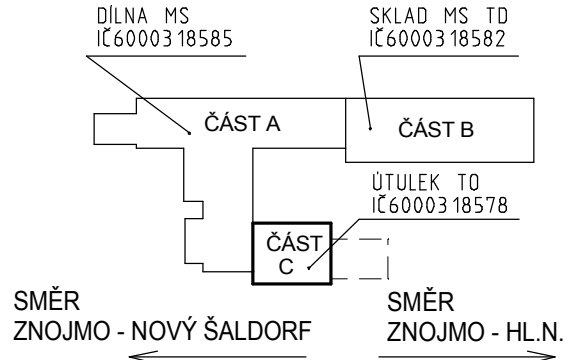 DÍLNA MS
IČ6000318585
SKLAD MS TD
IČ6000318582
ČÁST A
ČÁST B
ÚTULEK TO
IČ6000318578
ČÁST
C
SMĚR
ZNOJMO - NOVÝ ŠALDORF
SMĚR
ZNOJMO - HL.N.